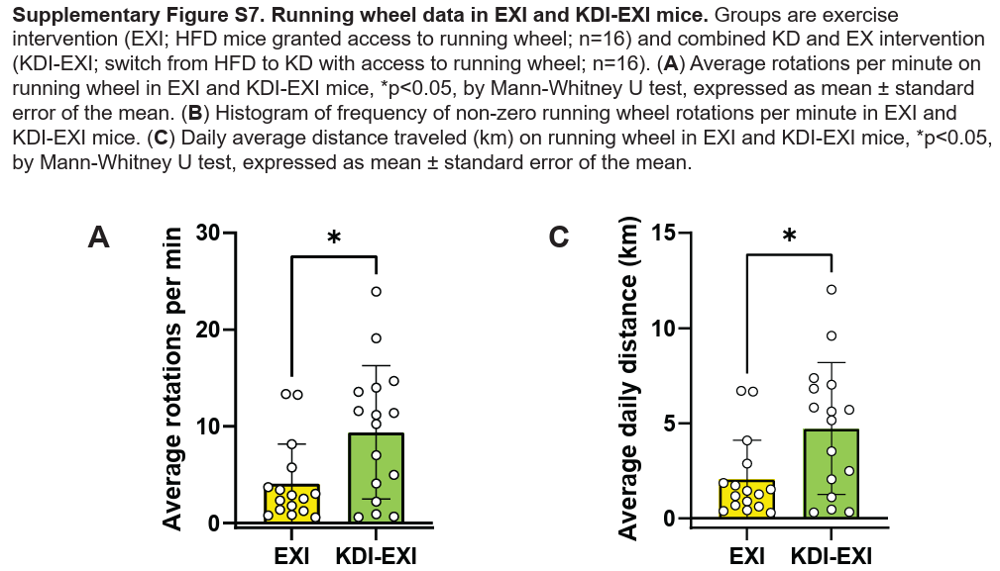 Supplementary Figure S7. Running wheel data in EXI and KDI-EXI mice. Groups are exercise
intervention (EXI; HFD mice granted access to running wheel; n=16) and combined KD and EX intervention
(KDI-EXI; switch from HFD to KD with access to running wheel; n=16). (A) Average rotations per minute on
running wheel in EXI and KDI-EXI mice, *p<0.05, by Mann-Whitney U test, expressed as mean ± standard
error of the mean. (B) Histogram of frequency of non-zero running wheel rotations per minute in EXI and
KDI-EXI mice. (C) Daily average distance traveled (km) on running wheel in EXI and KDI-EXI mice, *p<0.05,
by Mann-Whitney U test, expressed as mean ± standard error of the mean.
A
Average rotations per min
30
20
10
0
*
EXI
KDI-EXI
C
Average daily distance (km)
15
10
5
0
*
EXI
KDI-EXI